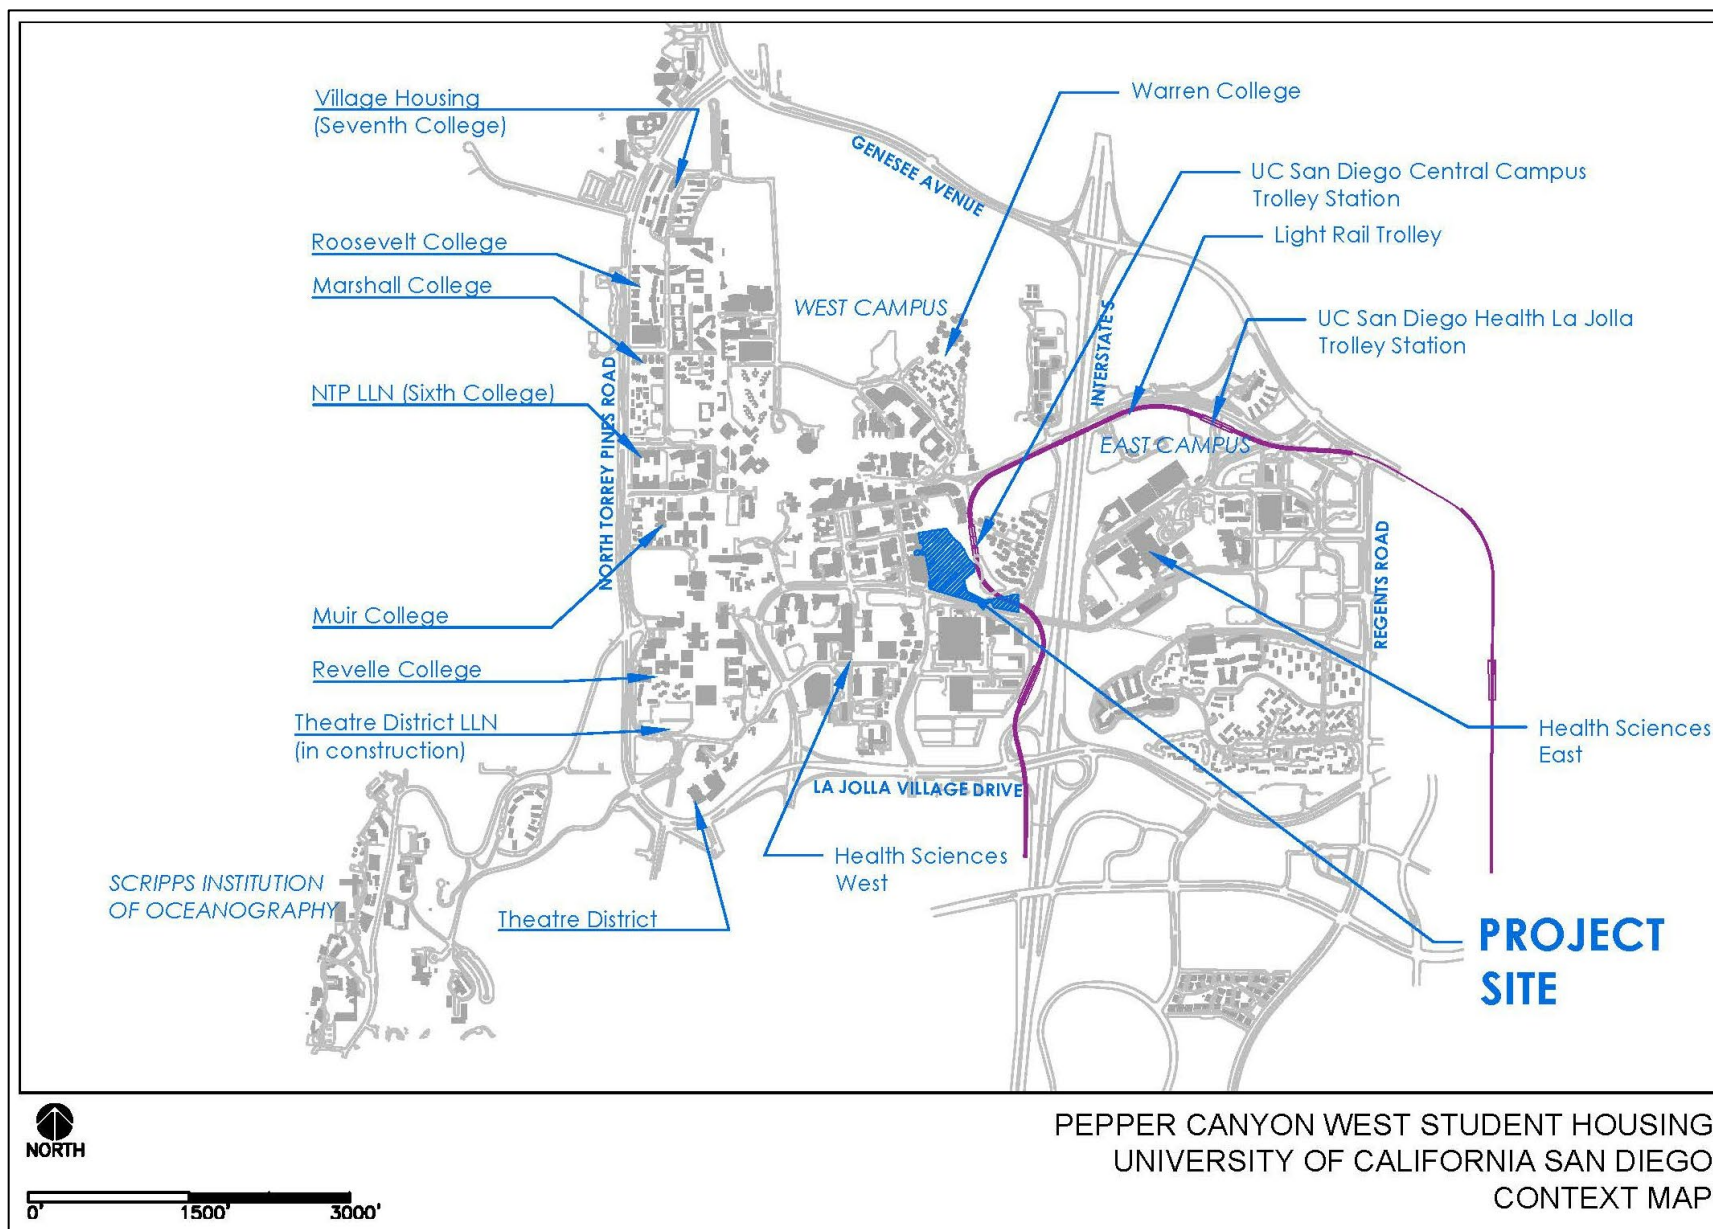 Village Housing
(Seventh College)
Warren College
GENESEE AVENUE
UC San Diego Central Campus
Trolley Station
Roosevelt College
Light Rail Trolley
Marshall College
WEST CAMPUS
INTERSTATE 5
UC San Diego Health La Jolla
Trolley Station
NORTH TORREY PINES ROAD
NTP LLN (Sixth College)
EAST CAMPUS
REGENTS ROAD
Muir College
Revelle College
Theatre District LLN
(in construction)
Health Sciences
East
LA JOLLA VILLAGE DRIVE
Health Sciences
West
SCRIPPS INSTITUTION
OF OCEANOGRAPHY
Theatre District
PROJECT
SITE
NORTH
0'
1500'
3000'
PEPPER CANYON WEST STUDENT HOUSING
UNIVERSITY OF CALIFORNIA SAN DIEGO
CONTEXT MAP